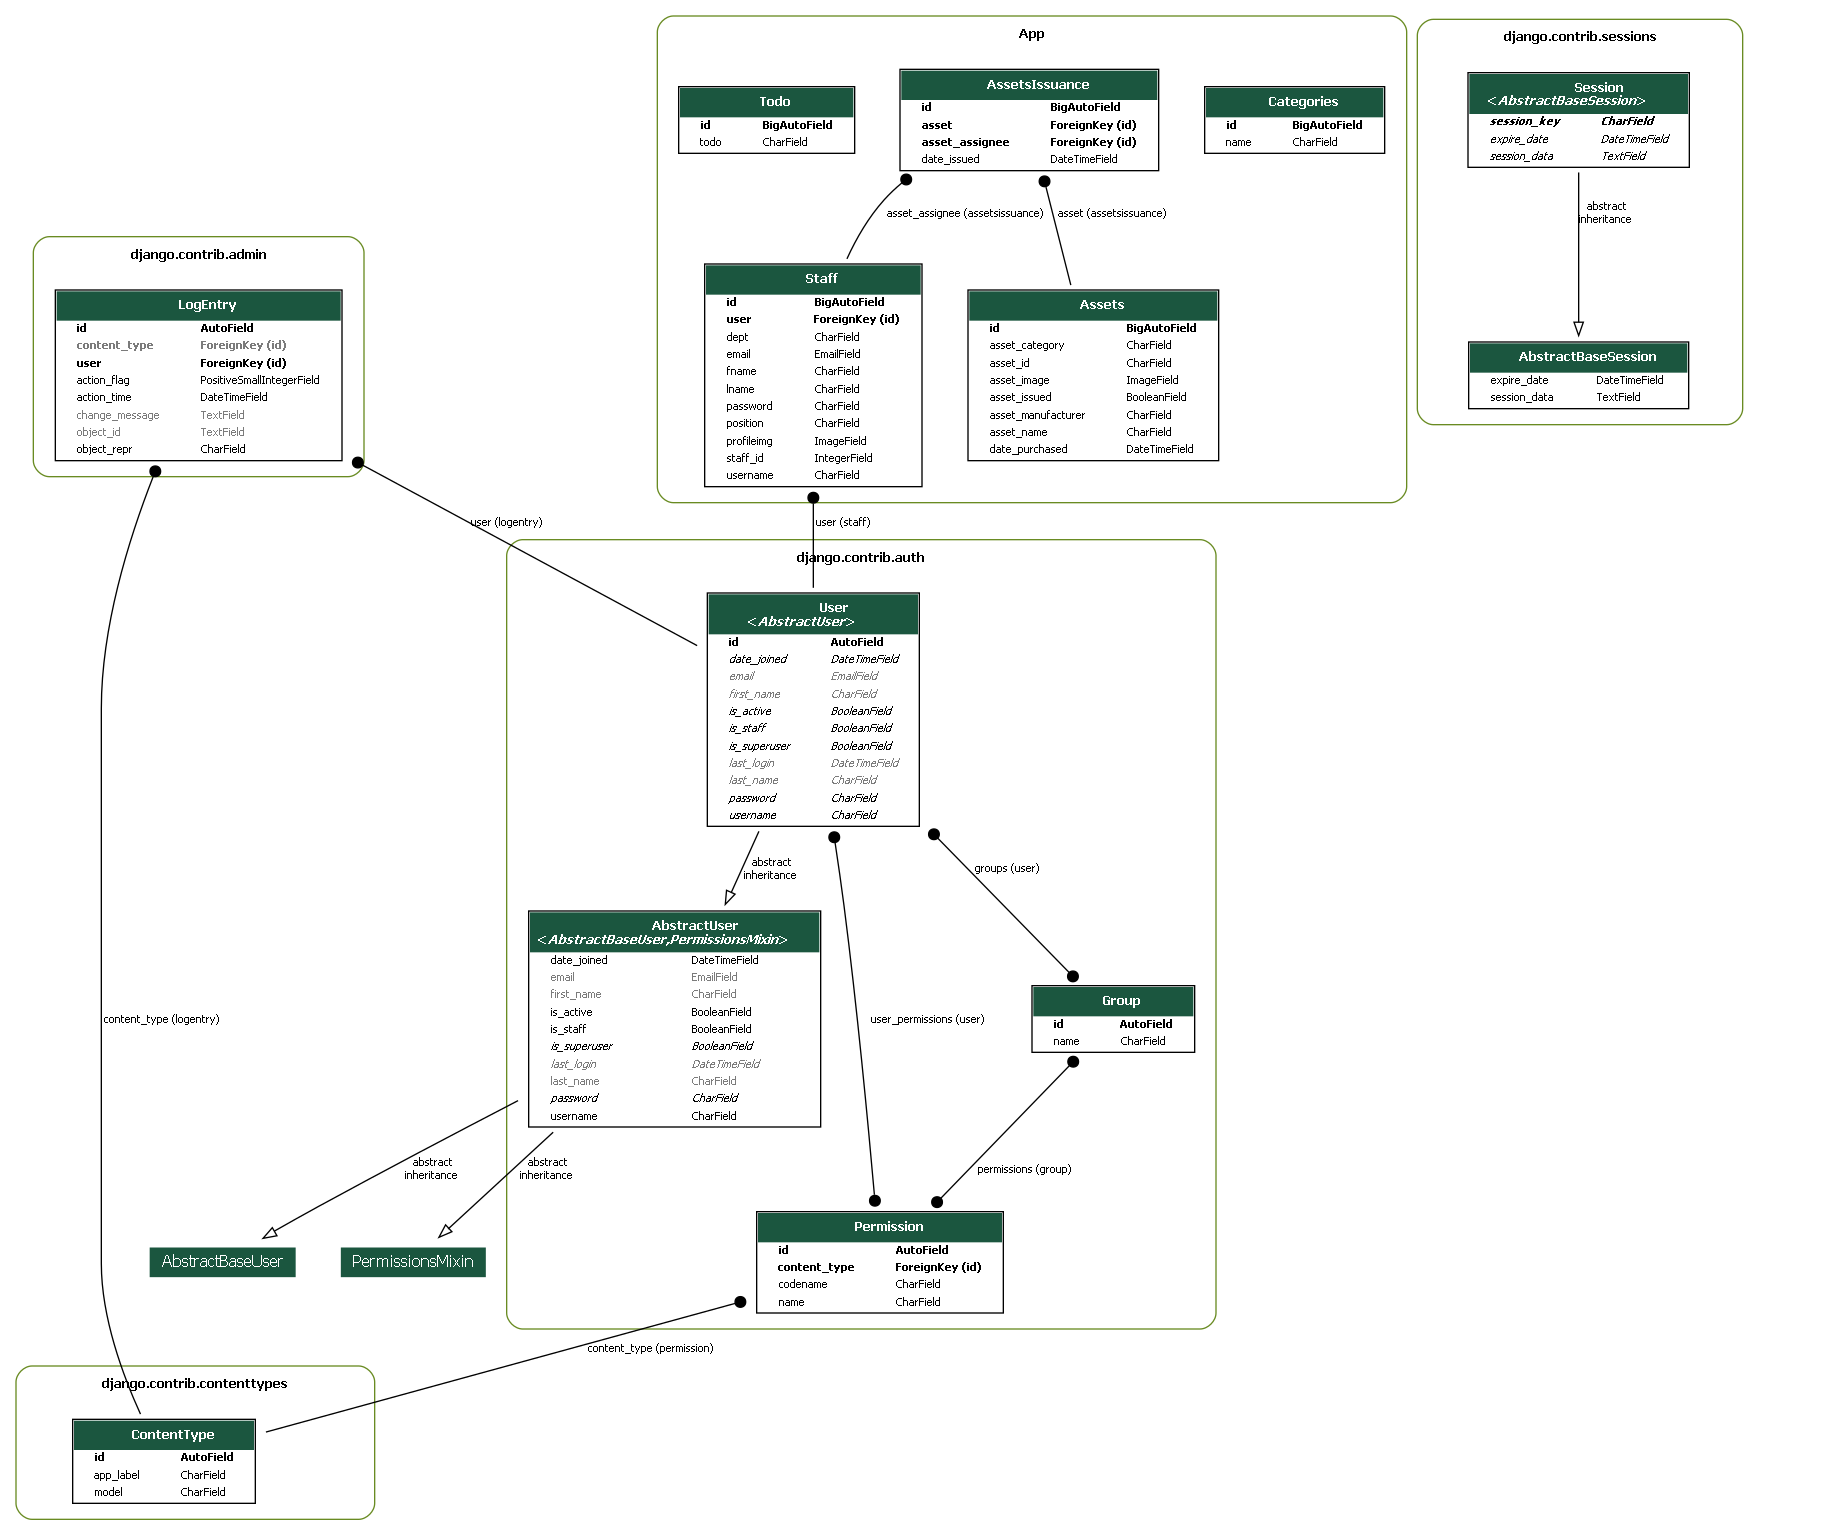 App
Todo
id BigAutoField
todo CharField
AssetsIssuance
id BigAutoField
asset ForeignKey (id)
asset_assignee ForeignKey (id)
date_issued DateTimeField
Categories
id BigAutoField
name CharField
asset_assignee (assetsissuance)
asset (assetsissuance)
Staff
id BigAutoField
user ForeignKey (id)
dept CharField
email EmailField
fname CharField
lname CharField
password CharField
position CharField
profileimg ImageField
staff_id IntegerField
username CharField
Assets
id BigAutoField
asset_category CharField
asset_id CharField
asset_image ImageField
asset_issued BooleanField
asset_manufacturer CharField
asset_name CharField
date_purchased DateTimeField
django.contrib.sessions
Session
<AbstractBaseSession>
session_key CharField
expire_date DateTimeField
session_data TextField
abstract
inheritance
AbstractBaseSession
expire_date DateTimeField
session_data TextField
django.contrib.admin
LogEntry
id AutoField
content_type ForeignKey (id)
user ForeignKey (id)
action_flag PositiveSmallIntegerField
action_time DateTimeField
change_message TextField
object_id TextField
object_repr CharField
user (logentry)
user (staff)
django.contrib.auth
User
<AbstractUser>
id AutoField
date_joined DateTimeField
email EmailField
first_name CharField
is_active BooleanField
is_staff BooleanField
is_superuser BooleanField
last_login DateTimeField
last_name CharField
password CharField
username CharField
abstract
inheritance
groups (user)
AbstractUser
<AbstractBaseUser,PermissionsMixin>
date_joined DateTimeField
email EmailField
first_name CharField
is_active BooleanField
is_staff BooleanField
is_superuser BooleanField
last_login DateTimeField
last_name CharField
password CharField
username CharField
user_permissions (user)
Group
id AutoField
name CharField
content_type (logentry)
abstract
inheritance
abstract
inheritance
permissions (group)
AbstractBaseUser
PermissionsMixin
Permission
id AutoField
content_type ForeignKey (id)
codename CharField
name CharField
content_type (permission)
django.contrib.contenttypes
ContentType
id AutoField
app_label CharField
model CharField